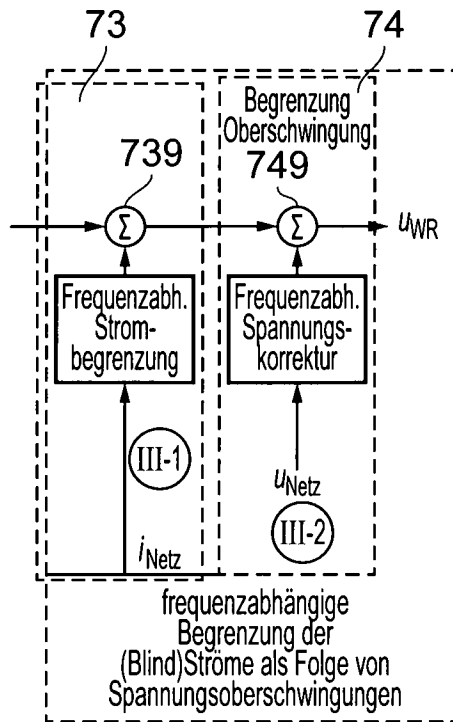 73
74
Begrenzung
Oberschwingung
739
749
Σ
Σ
uWR
Frequenzabh.
Strom-
begrenzung
Frequenzabh.
Spannungs-
korrektur
III-1
uNetz
III-2
iNetz
frequenzabhängige
Begrenzung der
(Blind)Ströme als Folge von
Spannungsoberschwingungen